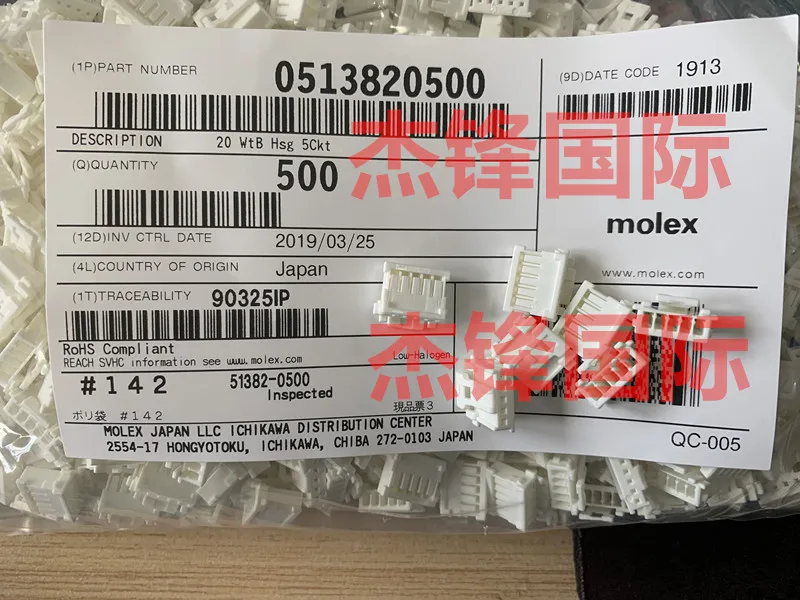 (1P)PART NUMBER 0513820500
(9D)DATE CODE 1913
DESCRIPTION 20 WtB Hsg 5Ckt
(Q)QUANTITY 500
杰锋国际
molex
(12D)INV CTRL DATE 2019/03/25
(4L)COUNTRY OF ORIGIN Japan
www.molex.com
(1T)TRACEABILITY 90325IP
杰锋国际
RoHS Compliant
REACH SVHC information see www.molex.com
Low-Halogen
#142 51382-0500
Inspected
ポリ袋 #142 現品票3
MOLEX JAPAN LLC ICHIKAWA DISTRIBUTION CENTER
2554-17 HONGYOTOKU, ICHIKAWA, CHIBA 272-0103 JAPAN
QC-005